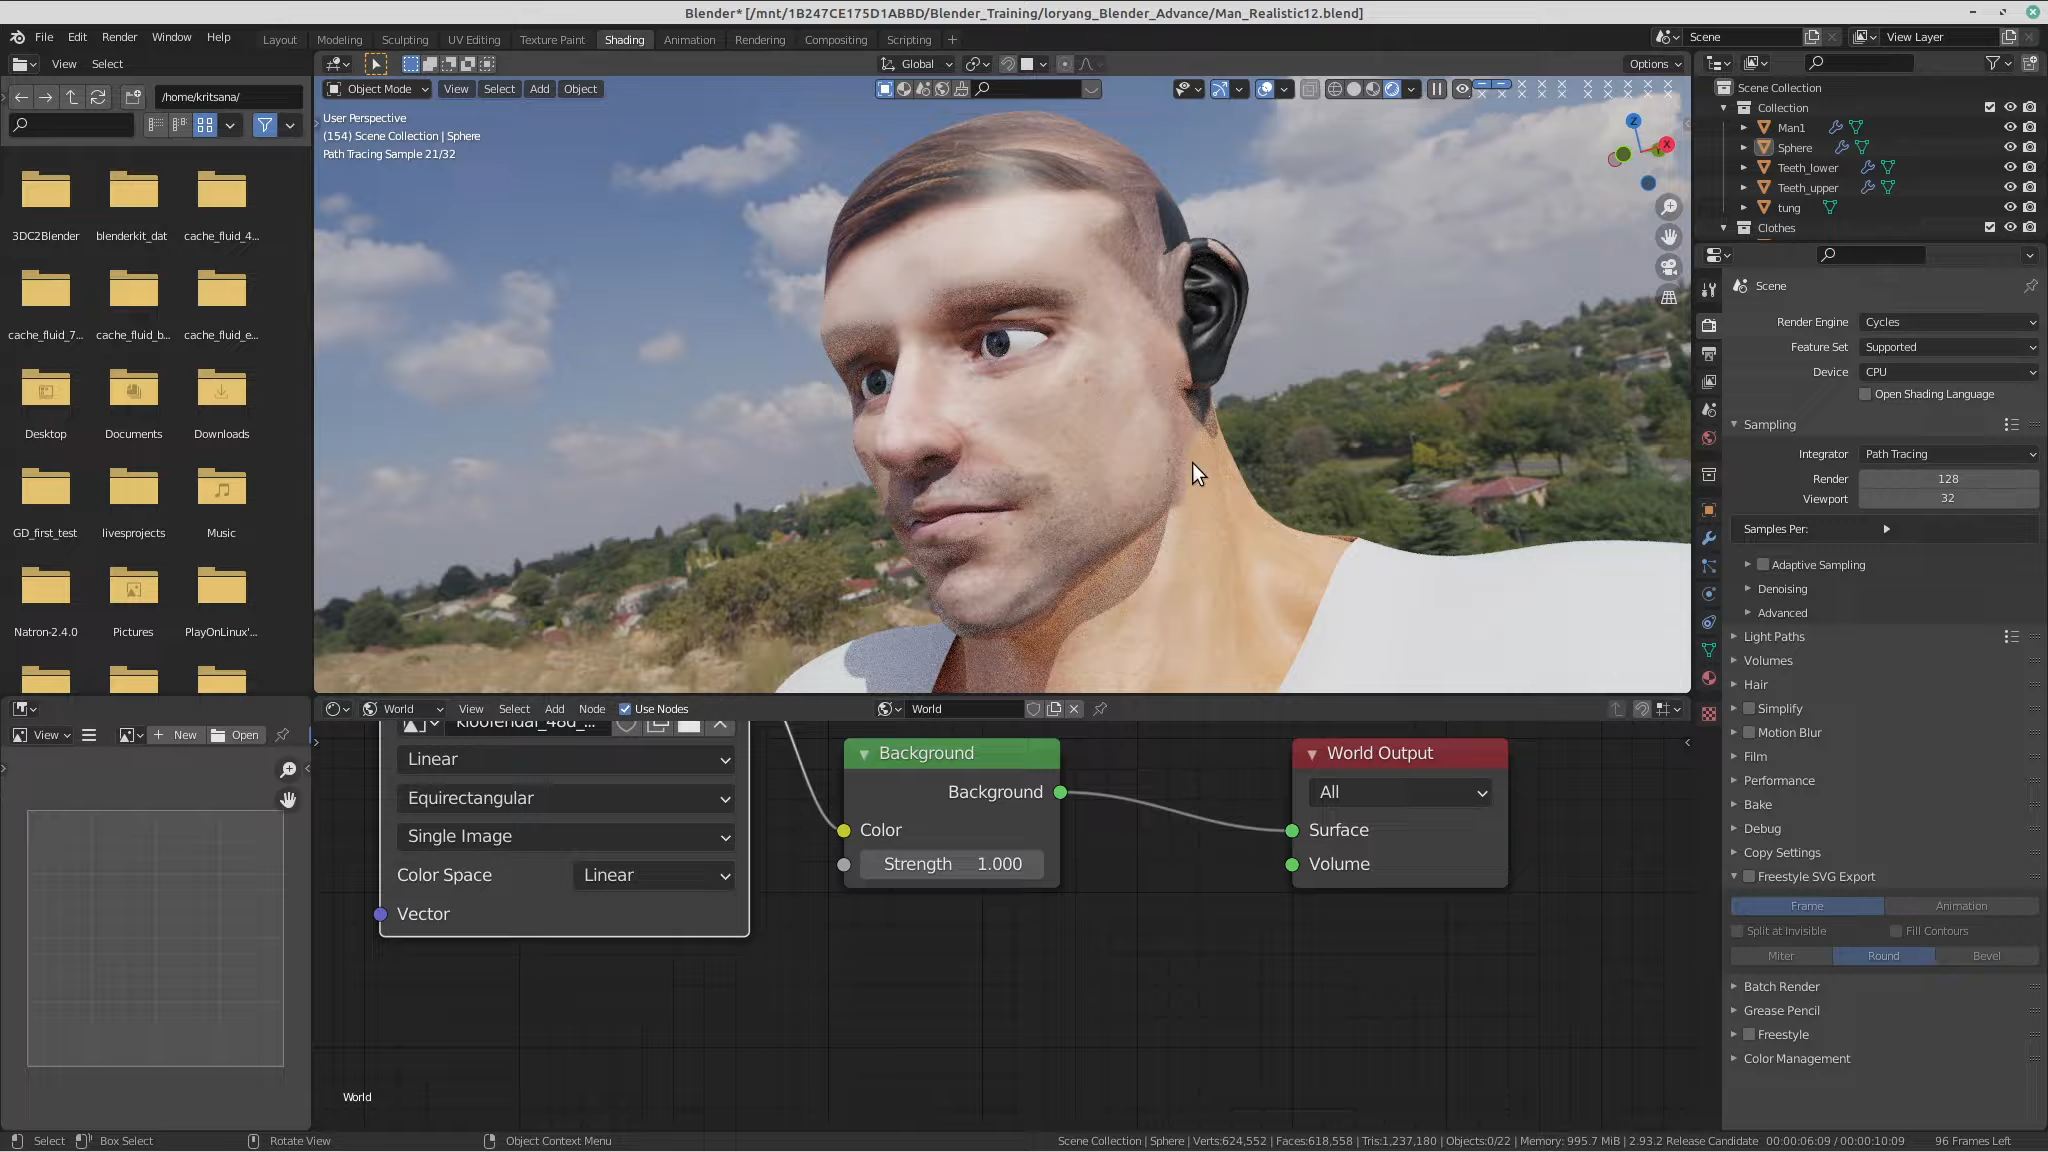 Blender* [/mnt/1B247CE175D1ABBD/Blender_Training/loryang_Blender_Advance/Man_Realistic12.blend]
File Edit Render Window Help
Layout Modeling Sculpting UV Editing Texture Paint Shading Animation Rendering Compositing Scripting
Scene
View Layer
View Select
Global
Options
/home/kritsana/
Object Mode View Select Add Object
User Perspective
(154) Scene Collection | Sphere
Path Tracing Sample 21/32
Z
X
3DC2Blender blenderkit_dat cache_fluid_4...
cache_fluid_7... cache_fluid_b... cache_fluid_e...
Desktop Documents Downloads
GD_first_test livesprojects Music
Natron-2.4.0 Pictures PlayOnLinux'...
Scene Collection
Collection
Man1
Sphere
Teeth_lower
Teeth_upper
tung
Clothes
Scene
Render Engine Cycles
Feature Set Supported
Device CPU
Open Shading Language
Sampling
Integrator Path Tracing
Render 128
Viewport 32
Samples Per:
Adaptive Sampling
Denoising
Advanced
Light Paths
Volumes
Hair
Simplify
Motion Blur
Film
Performance
Bake
Debug
Copy Settings
Freestyle SVG Export
Frame Animation
Split at Invisible Fill Contours
Miter Round Bevel
Batch Render
Grease Pencil
Freestyle
Color Management
View New Open
World View Select Add Node Use Nodes World
kloofendal_48d_...
Linear
Equirectangular
Single Image
Color Space Linear
Vector
Background
Background
Color
Strength 1.000
World Output
All
Surface
Volume
World
Select Box Select Rotate View Object Context Menu
Scene Collection | Sphere | Verts:624,552 | Faces:618,558 | Tris:1,237,180 | Objects:0/22 | Memory: 995.7 MiB | 2.93.2 Release Candidate 00:00:06:09 / 00:00:10:09 96 Frames Left